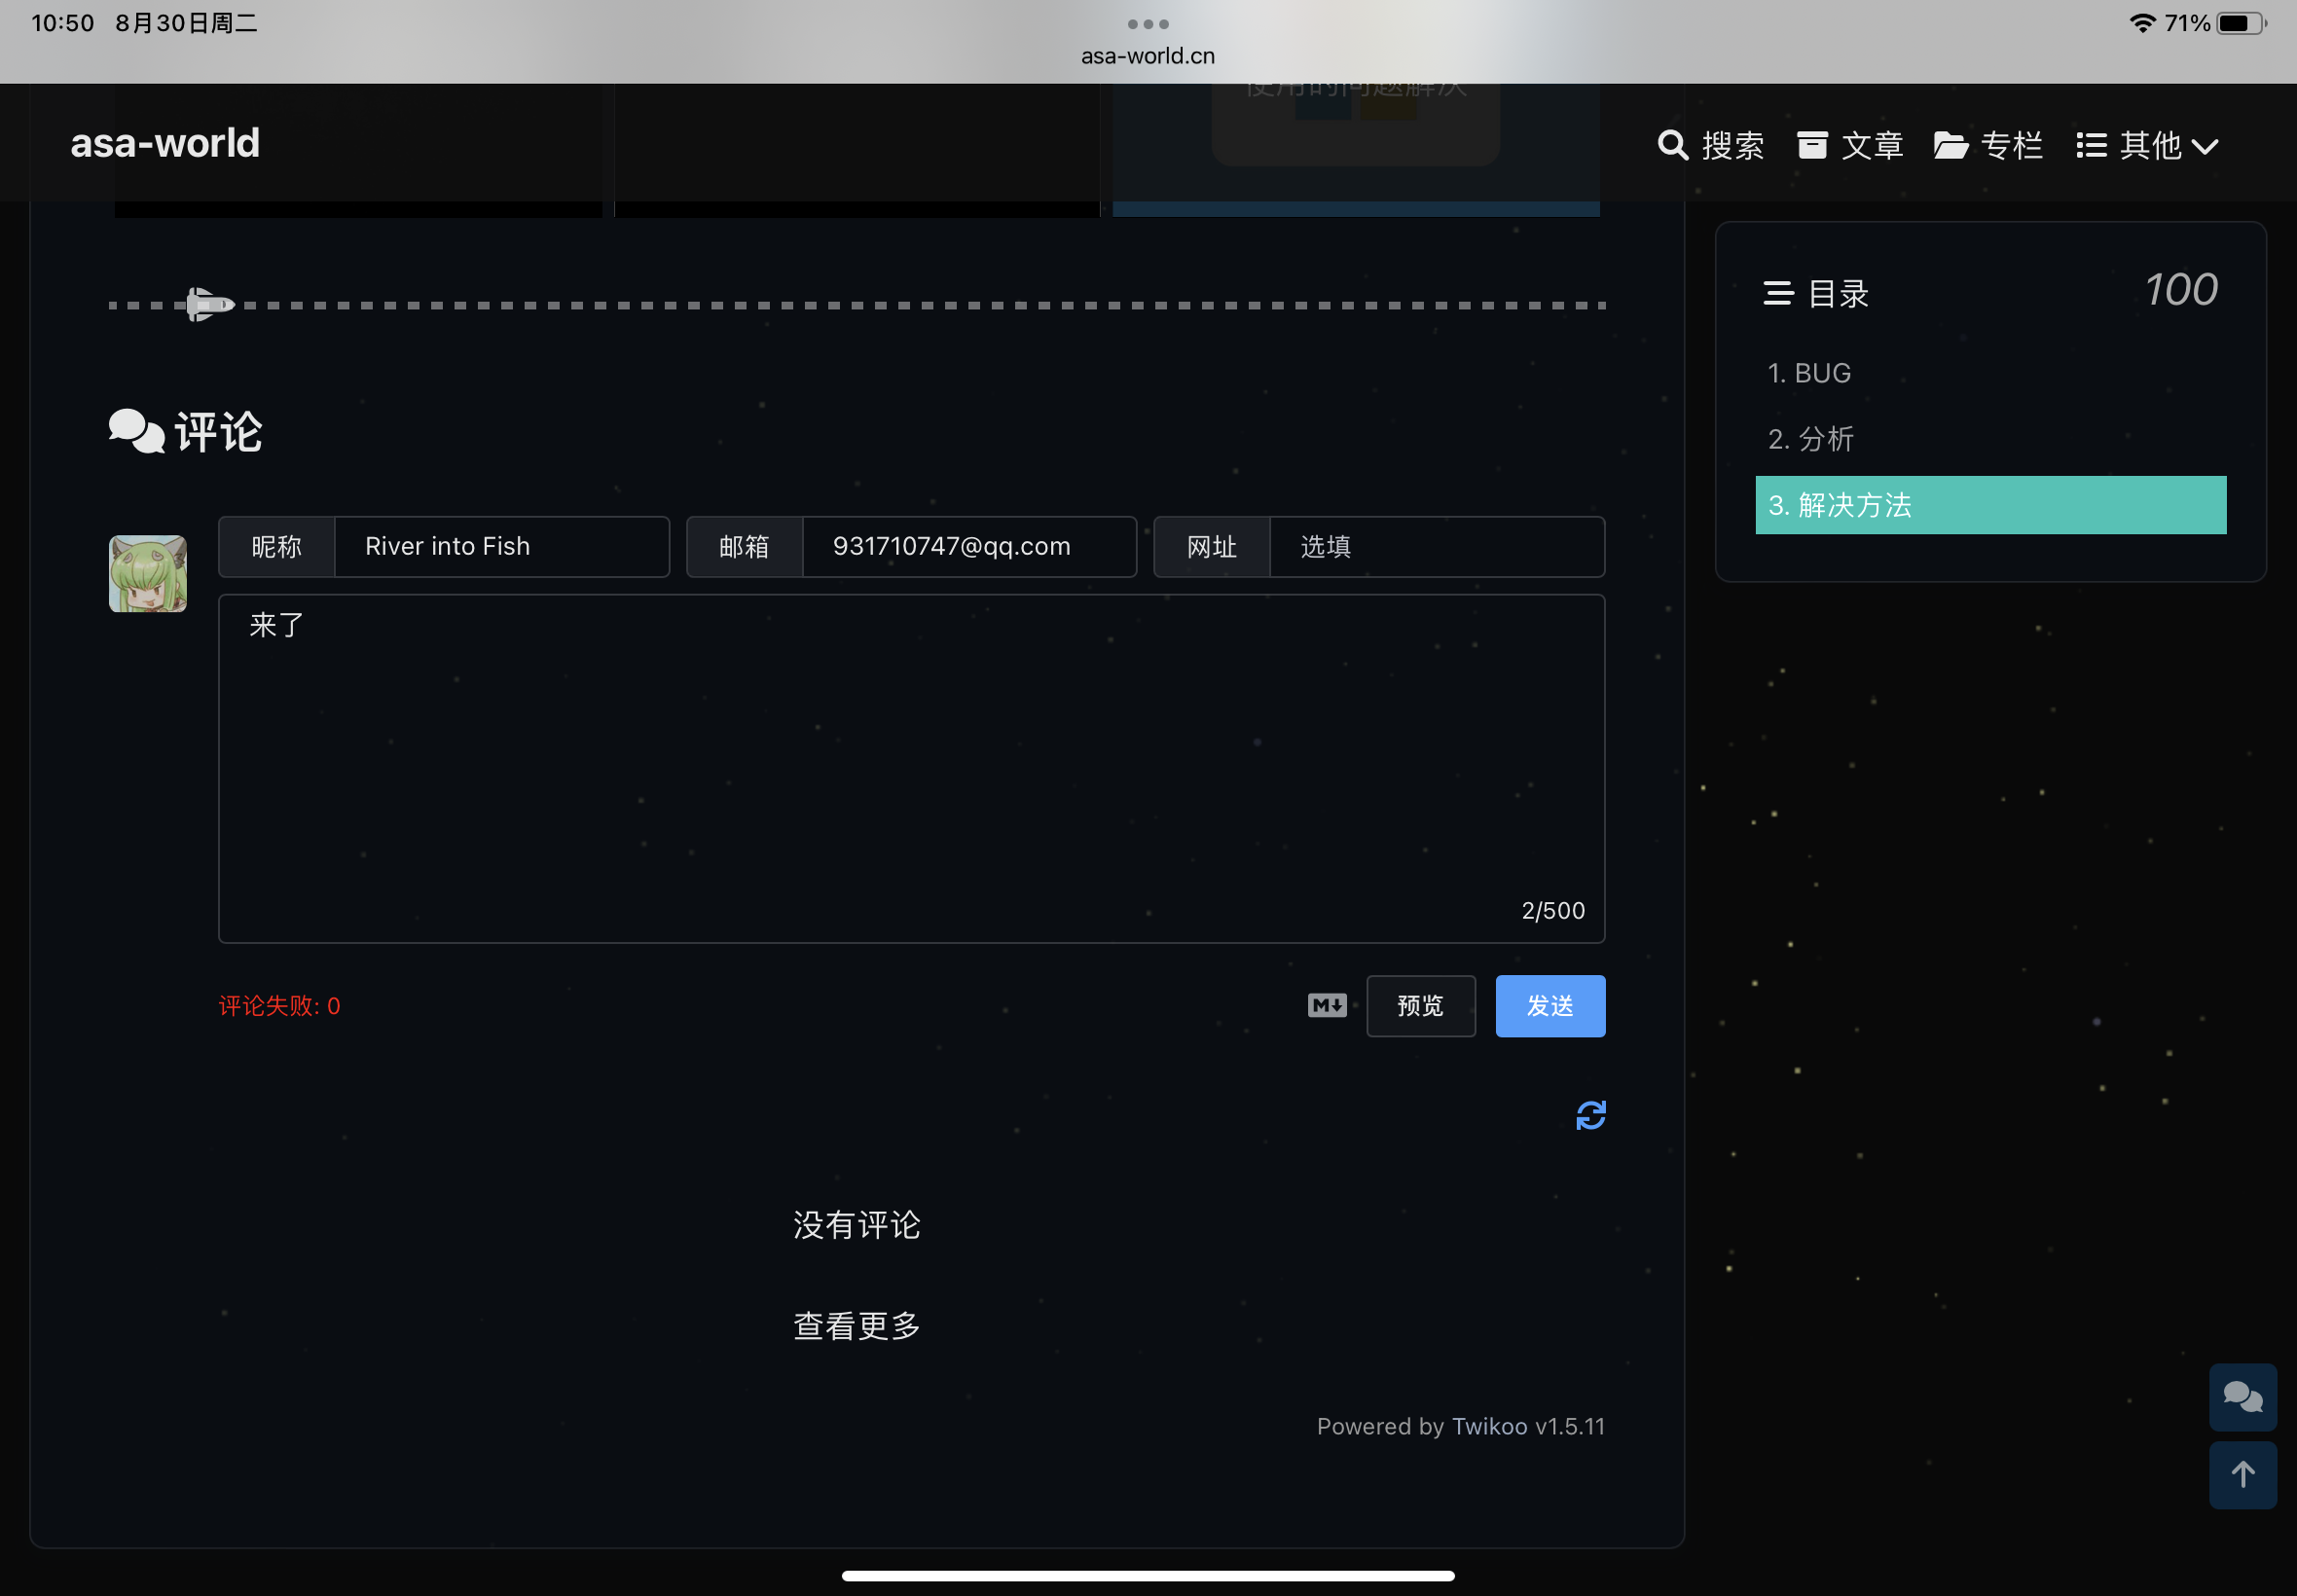 10:50 8月30日周二
71%
asa-world.cn
使用的问题解决
asa-world
搜索 文章 专栏 其他
目录 100
1. BUG
2. 分析
3. 解决方法
评论
昵称 River into Fish 邮箱 931710747@qq.com 网址 选填
来了
2/500
评论失败: 0
M 预览 发送
没有评论
查看更多
Powered by Twikoo v1.5.11